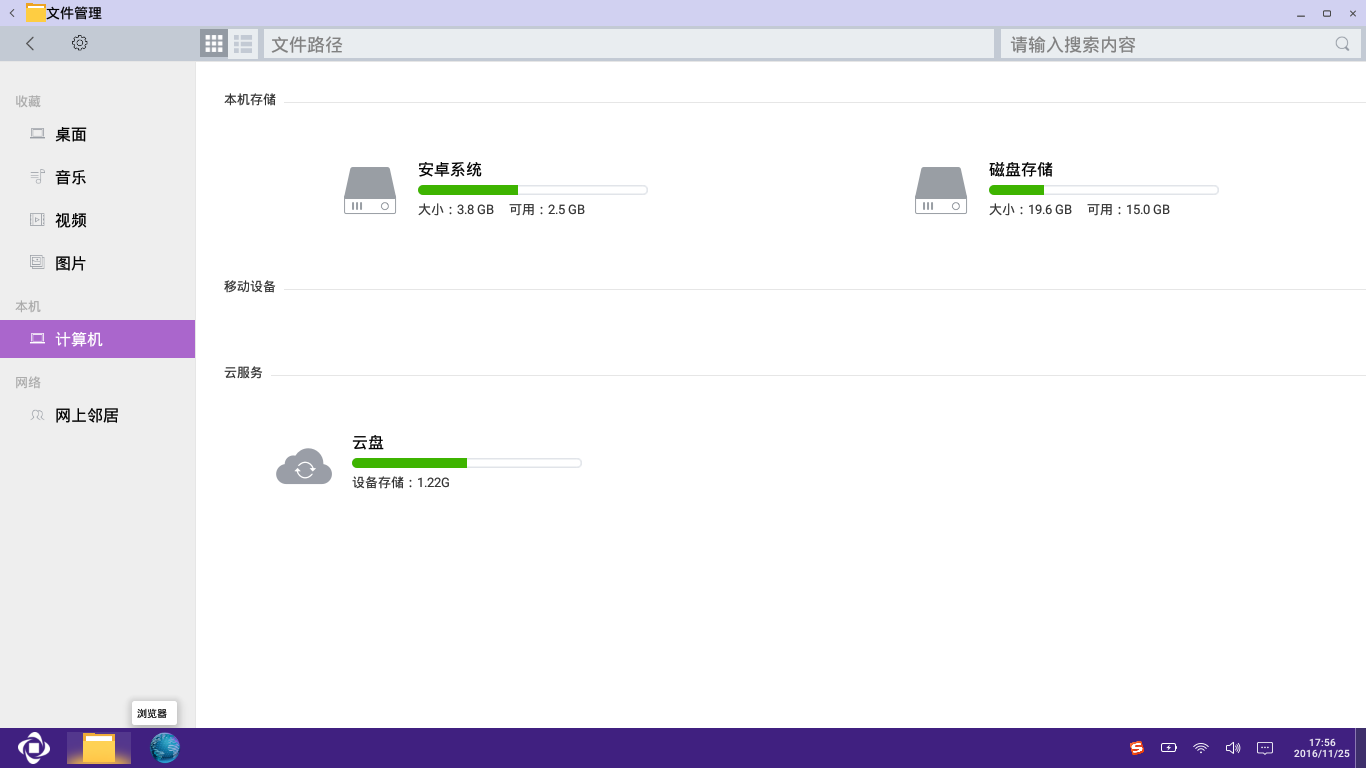 文件管理
文件路径
请输入搜索内容
收藏
桌面
音乐
视频
图片
本机
计算机
网络
网上邻居
本机存储
安卓系统
大小：3.8 GB 可用：2.5 GB
磁盘存储
大小：19.6 GB 可用：15.0 GB
移动设备
云服务
云盘
设备存储：1.22G
浏览器
17:56
2016/11/25